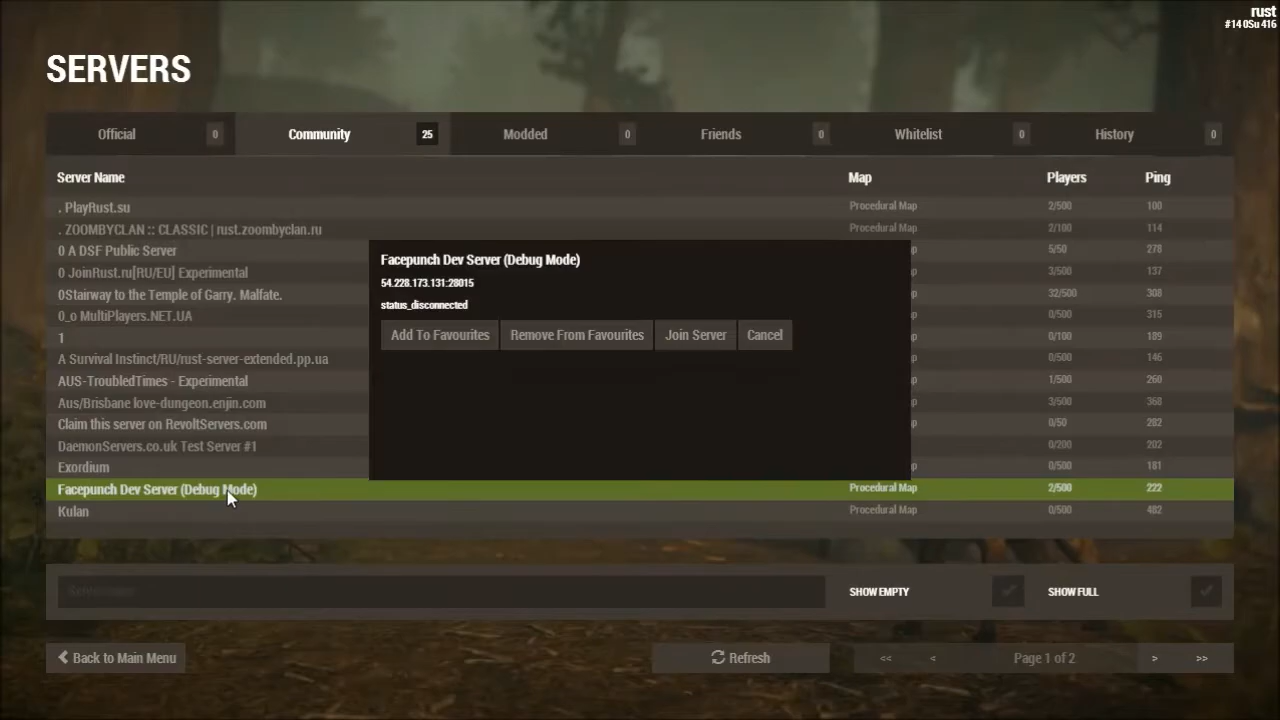 rust
#14 0Su 416
SERVERS
Official 0 Community 25 Modded 0 Friends 0 Whitelist 0 History 0
Server Name Map Players Ping
. PlayRust.su Procedural Map 2/500 100
. ZOOMBYCLAN :: CLASSIC | rust.zoombyclan.ru Procedural Map 2/100 114
0 A DSF Public Server p 5/50 278
0 JoinRust.ru[RU/EU] Experimental p 3/500 137
0Stairway to the Temple of Garry. Malfate. p 32/500 308
0_o MultiPlayers.NET.UA p 0/500 315
1 p 0/100 189
A Survival Instinct/RU/rust-server-extended.pp.ua p 0/500 146
AUS-TroubledTimes - Experimental p 1/500 260
Aus/Brisbane love-dungeon.enjin.com p 3/500 368
Claim this server on RevoltServers.com p 0/50 282
DaemonServers.co.uk Test Server #1 p 0/200 202
Exordium p 0/500 181
Facepunch Dev Server (Debug Mode) Procedural Map 2/500 222
Kulan Procedural Map 0/500 482
Facepunch Dev Server (Debug Mode)
54.228.173.131:28015
status_disconnected
Add To Favourites Remove From Favourites Join Server Cancel
SHOW EMPTY SHOW FULL
Back to Main Menu Refresh << < Page 1 of 2 > >>